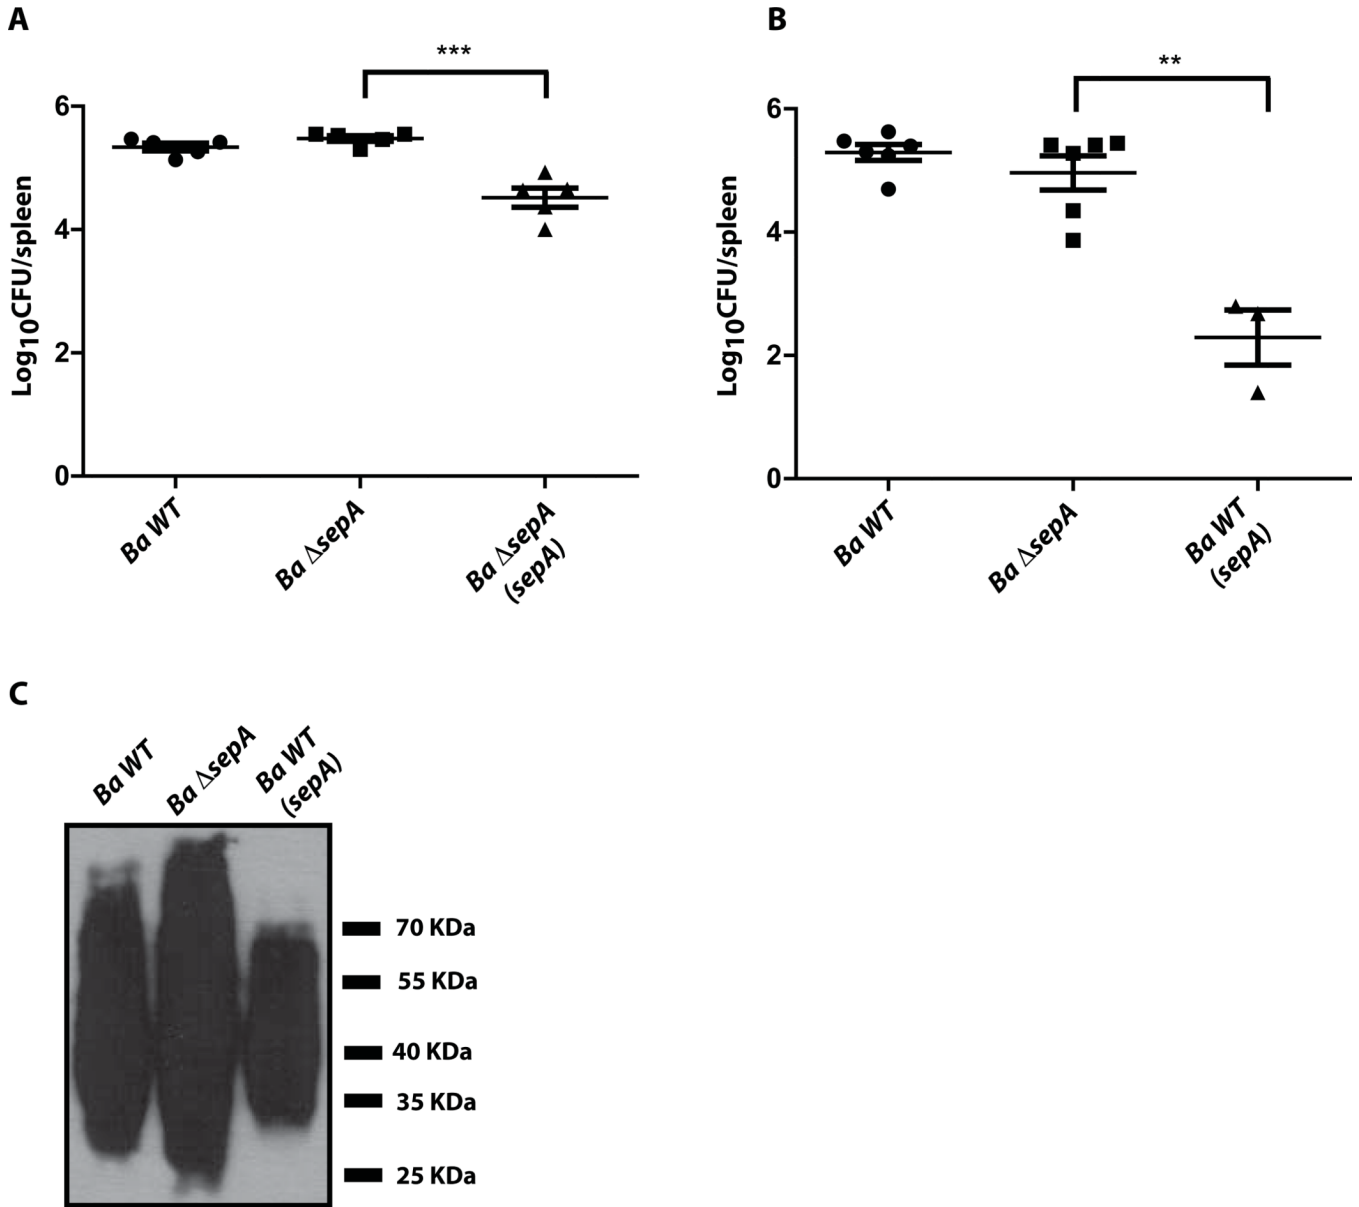 A
***
6
4
2
0
Log10CFU/spleen
Ba WT
Ba ΔsepA
Ba ΔsepA
(sepA)
B
**
6
4
2
0
Log10CFU/spleen
Ba WT
Ba ΔsepA
Ba WT
(sepA)
C
Ba WT
Ba ΔsepA
Ba WT
(sepA)
70 KDa
55 KDa
40 KDa
35 KDa
25 KDa